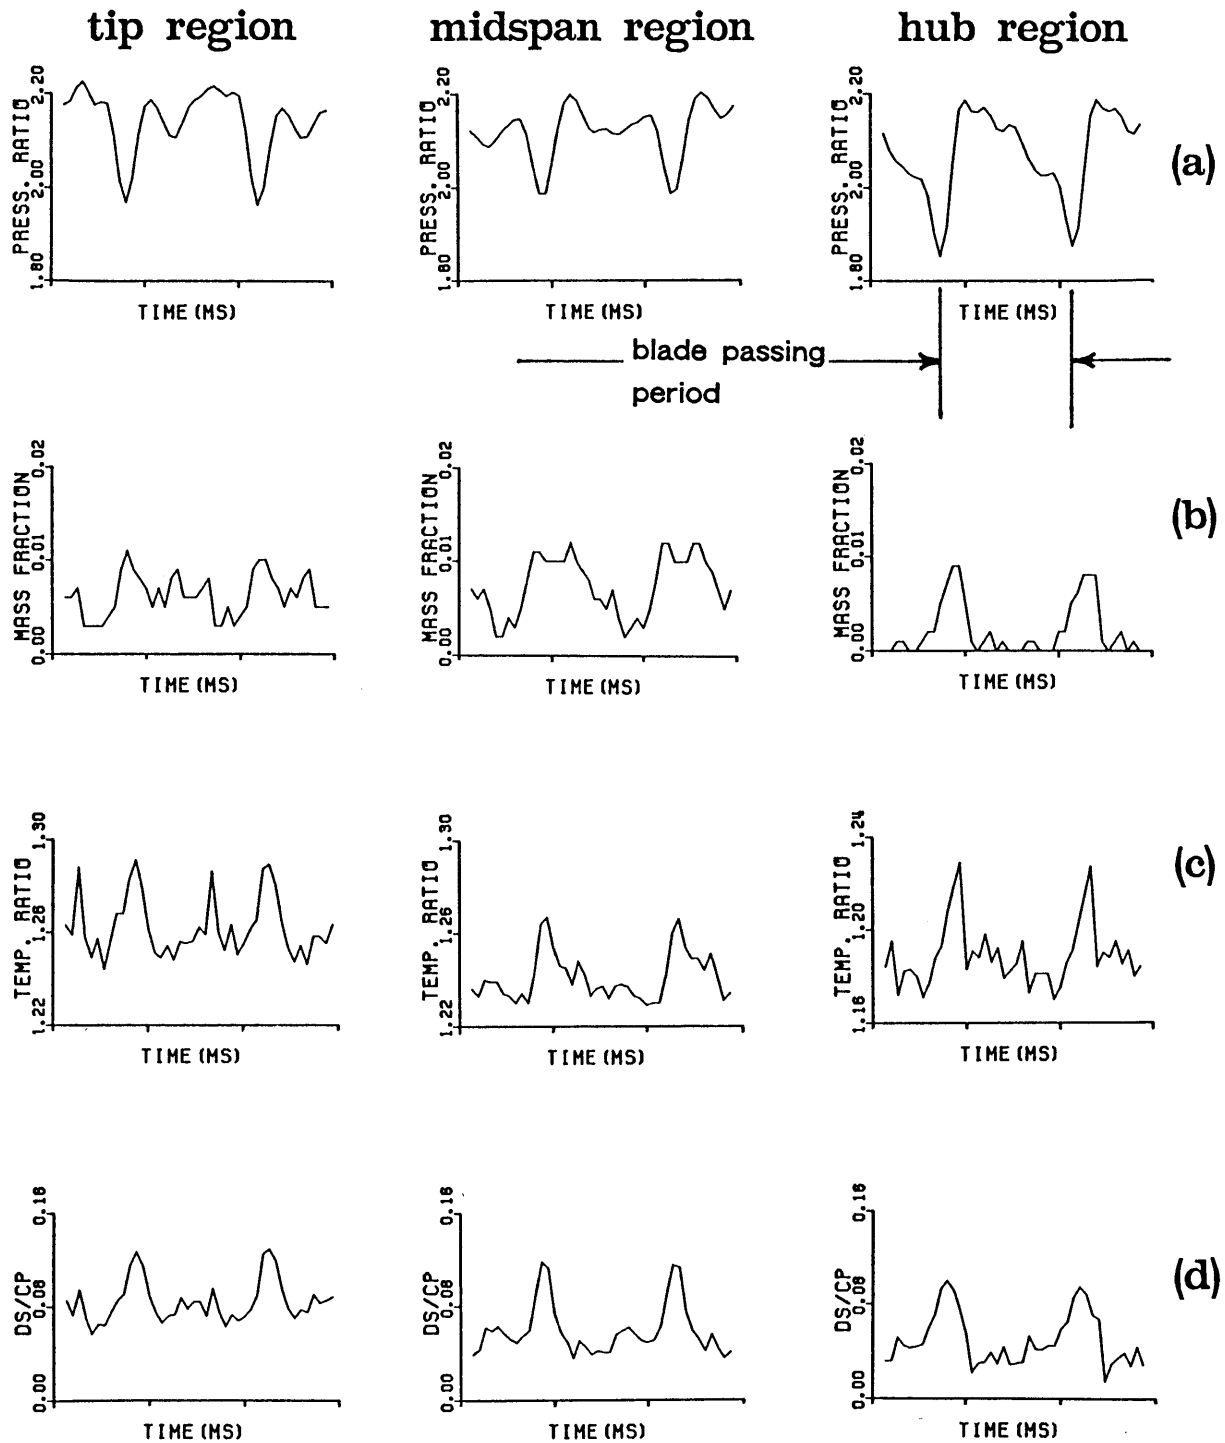 tip region midspan region hub region
PRESS. RATIO 1.80 2.00 2.20
TIME (MS)
PRESS. RATIO 1.80 2.00 2.20
TIME (MS)
PRESS. RATIO 1.80 2.00 2.20
TIME (MS)
(a)
blade passing
period
MASS FRACTION 0.00 0.01 0.02
TIME (MS)
MASS FRACTION 0.00 0.01 0.02
TIME (MS)
MASS FRACTION 0.00 0.01 0.02
TIME (MS)
(b)
TEMP. RATIO 1.22 1.26 1.30
TIME (MS)
TEMP. RATIO 1.22 1.26 1.30
TIME (MS)
TEMP. RATIO 1.16 1.20 1.24
TIME (MS)
(c)
DS/CP 0.00 0.08 0.16
TIME (MS)
DS/CP 0.00 0.08 0.16
TIME (MS)
DS/CP 0.00 0.08 0.16
TIME (MS)
(d)